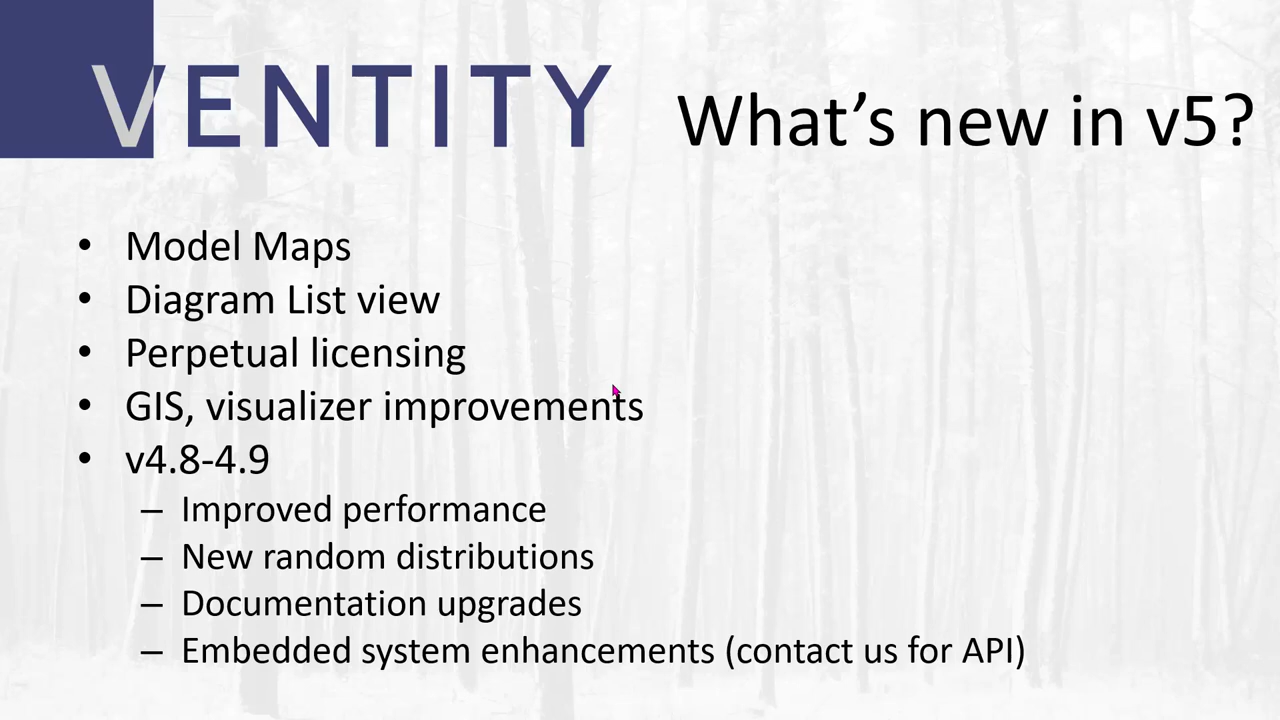 VENTITY
What's new in v5?
• Model Maps
• Diagram List view
• Perpetual licensing
• GIS, visualizer improvements
• v4.8-4.9
– Improved performance
– New random distributions
– Documentation upgrades
– Embedded system enhancements (contact us for API)